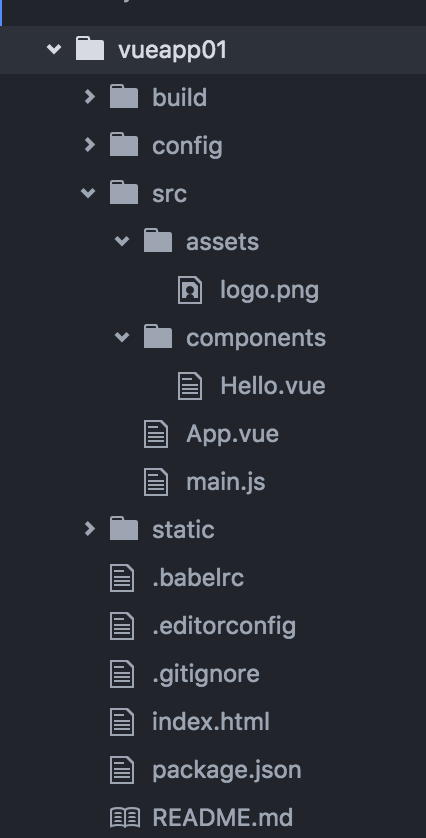 vueapp01
build
config
src
assets
logo.png
components
Hello.vue
App.vue
main.js
static
.babelrc
.editorconfig
.gitignore
index.html
package.json
README.md